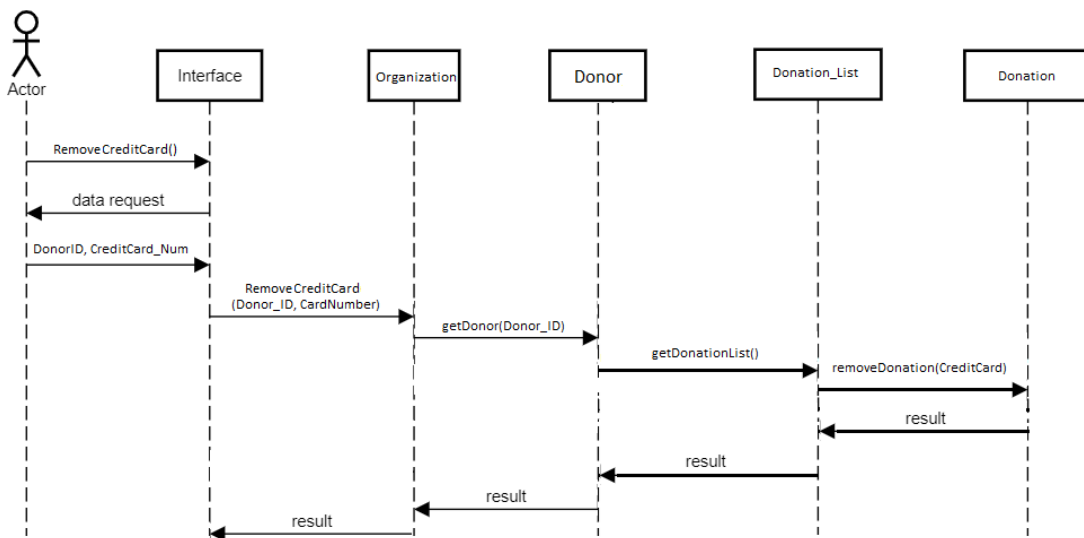 Actor
Interface
Organization
Donor
Donation_List
Donation
RemoveCreditCard()
data request
DonorID, CreditCard_Num
RemoveCreditCard
(Donor_ID, CardNumber)
getDonor(Donor_ID)
getDonationList()
removeDonation(CreditCard)
result
result
result
result